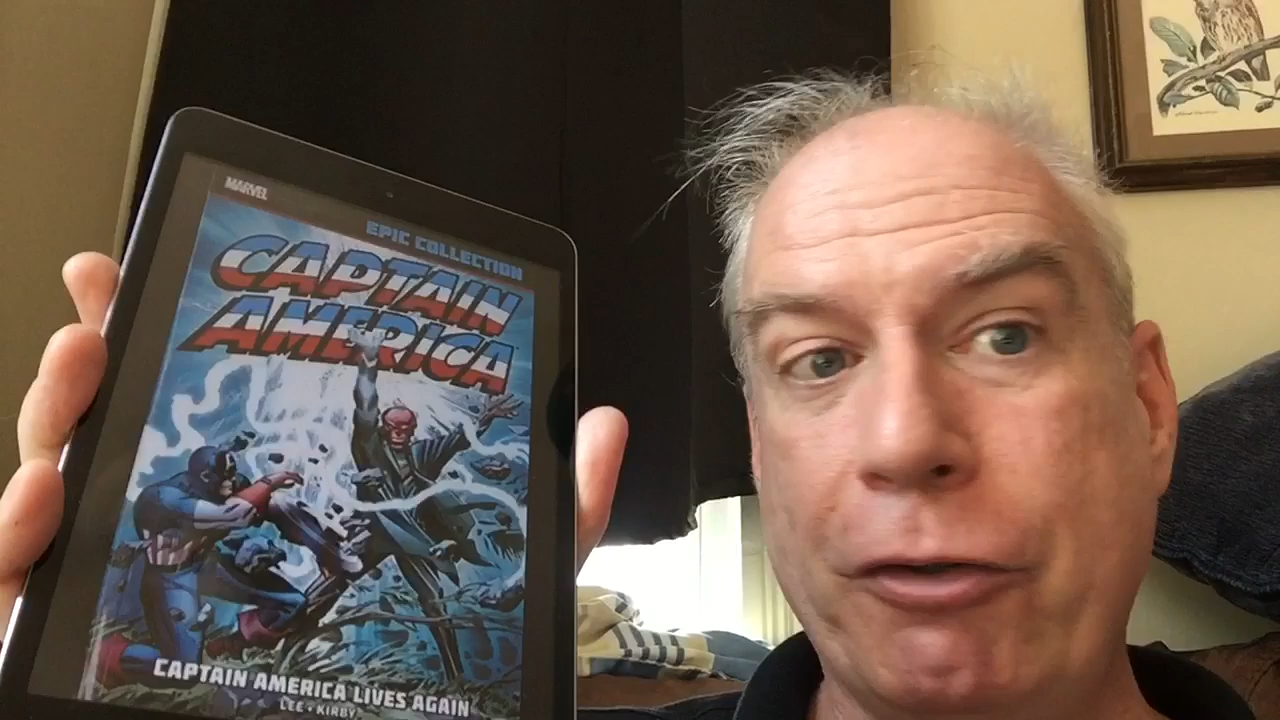 MARVEL
EPIC COLLECTION
CAPTAIN
AMERICA
CAPTAIN AMERICA LIVES AGAIN
LEE • KIRBY